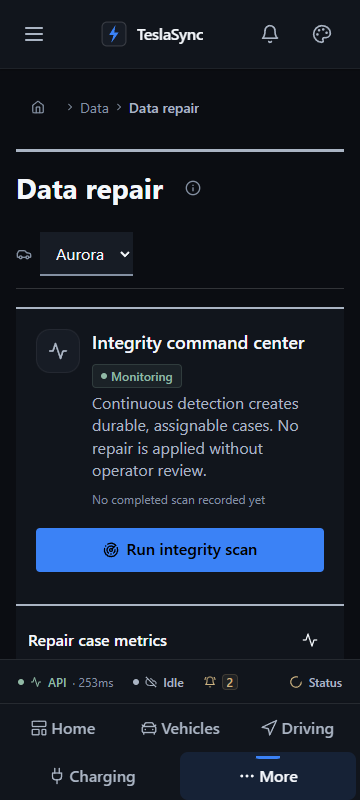 TeslaSync
Data
Data repair
Data repair
Aurora
Integrity command center
Monitoring
Continuous detection creates
durable, assignable cases. No
repair is applied without
operator review.
No completed scan recorded yet
Run integrity scan
Repair case metrics
API · 253ms
Idle
2
Status
Home
Vehicles
Driving
Charging
More